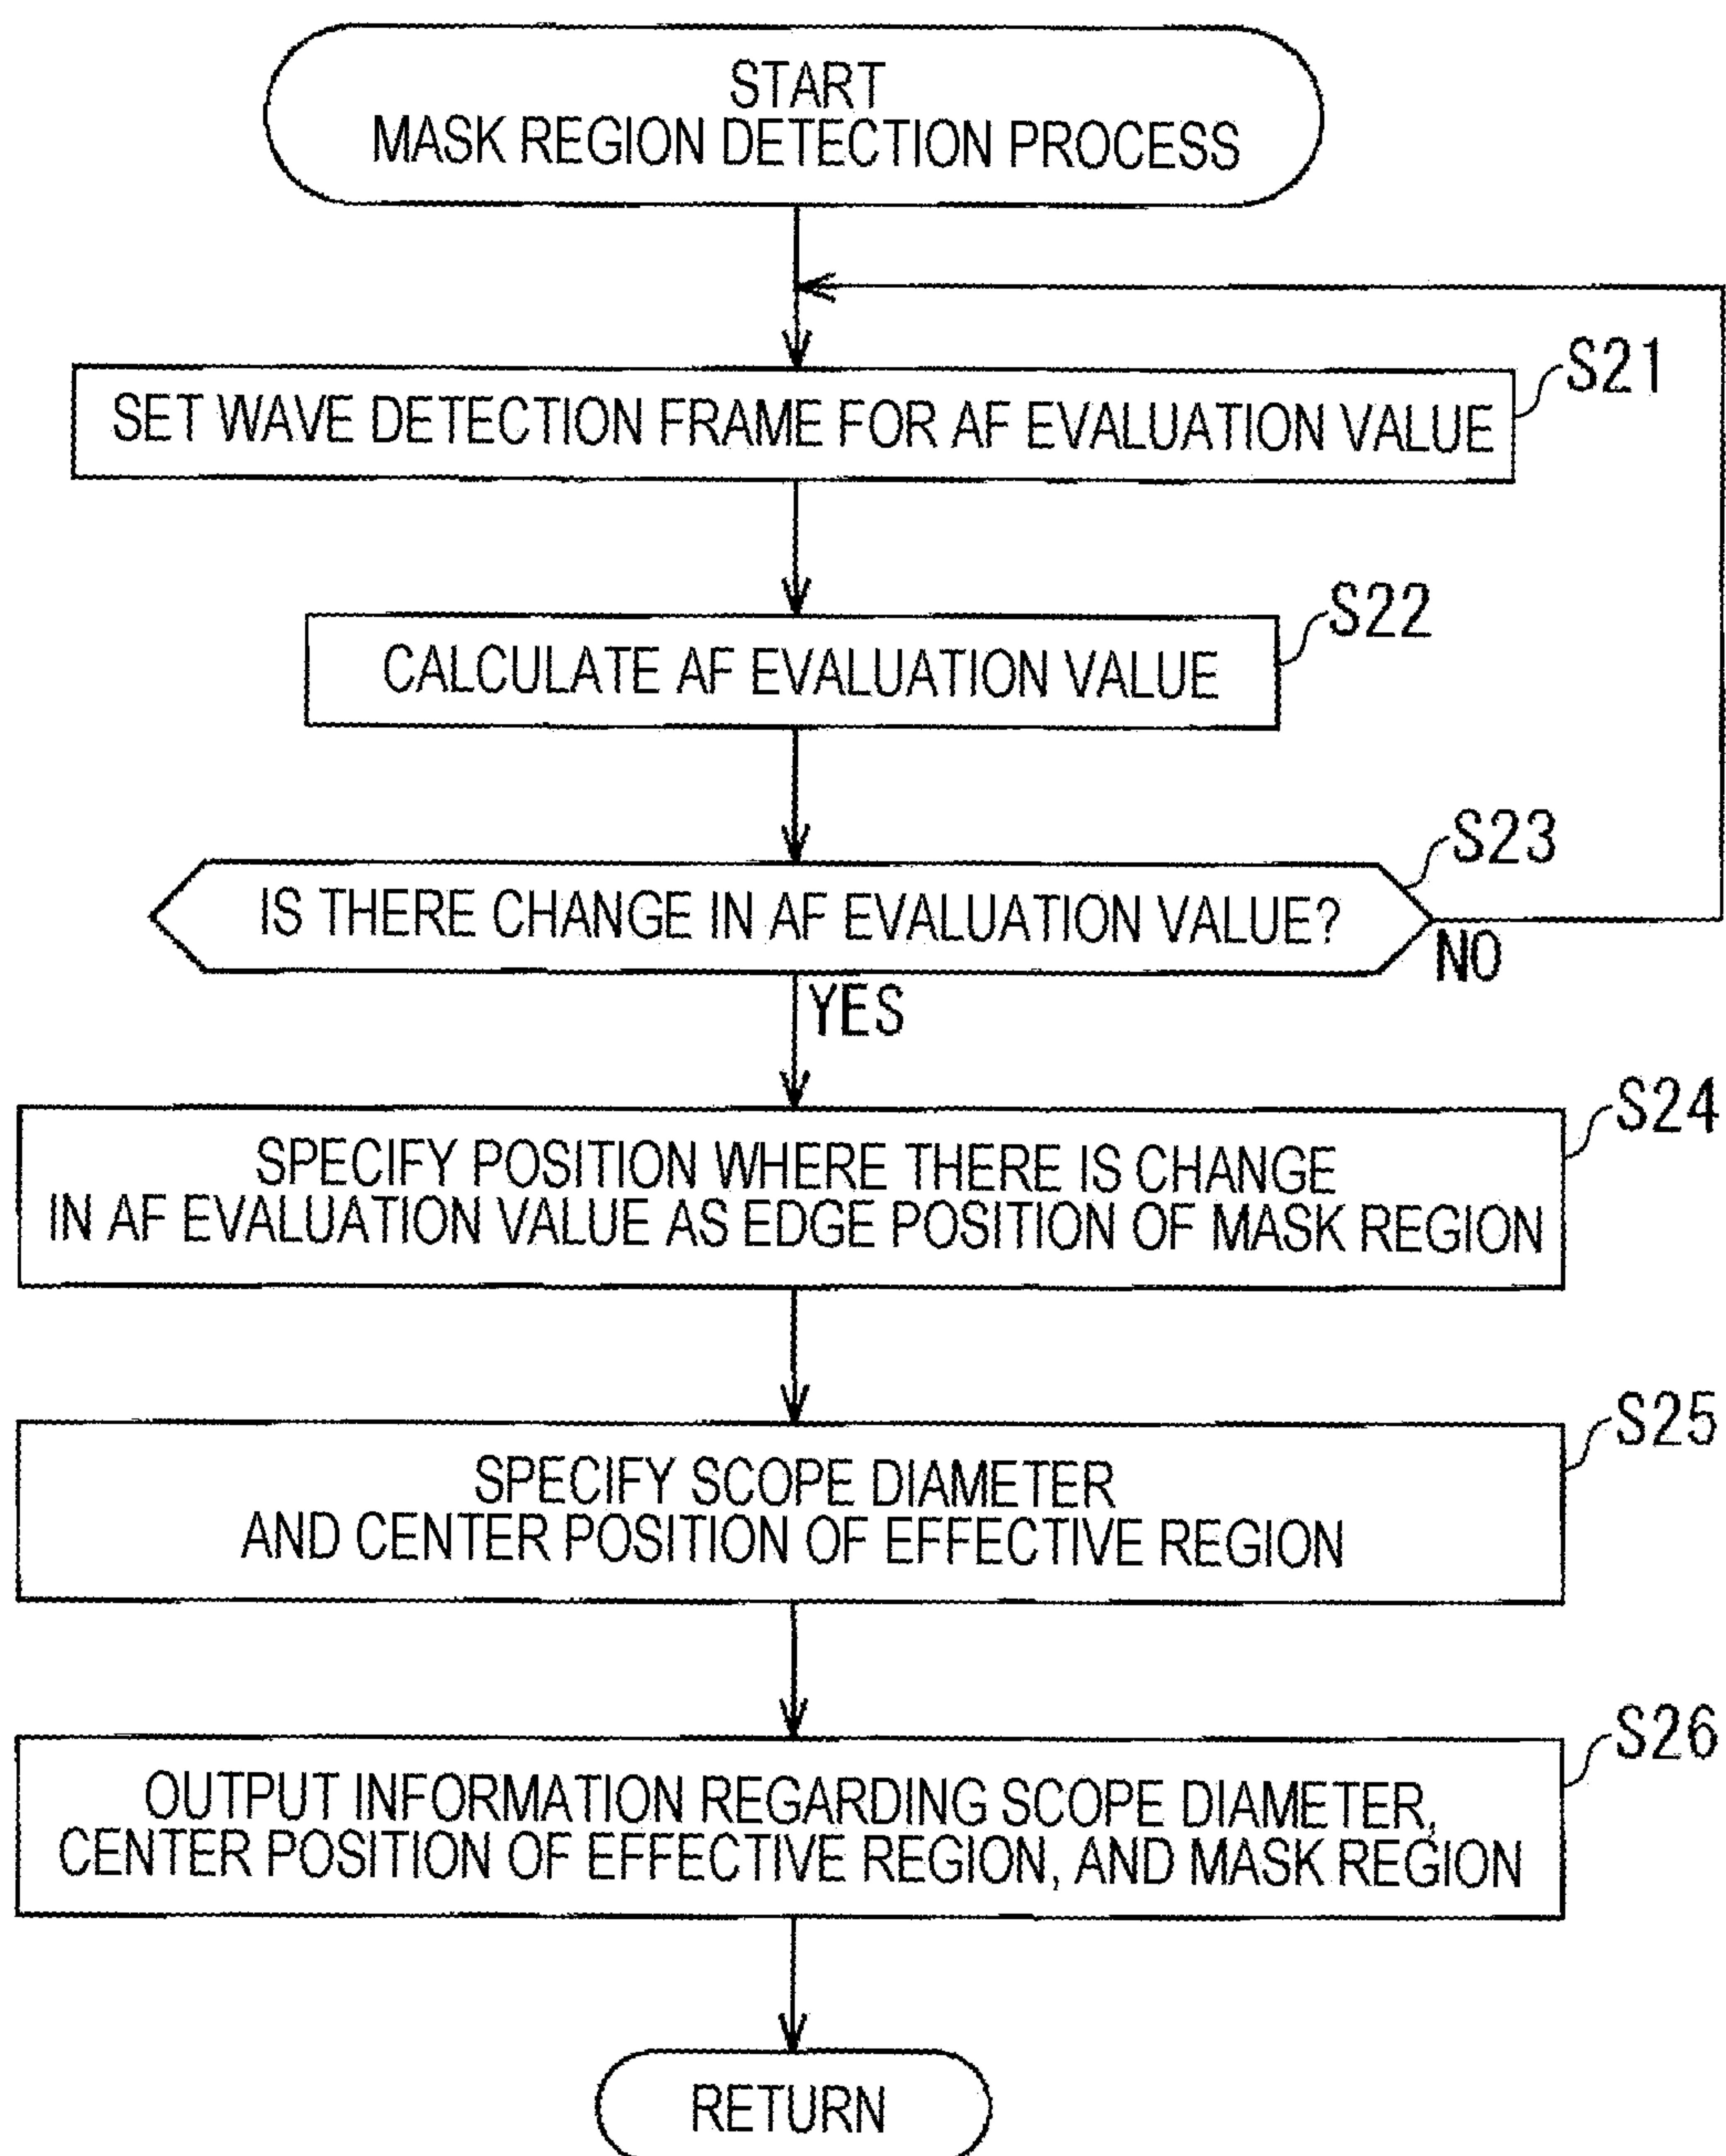 START
MASK REGION DETECTION PROCESS
S21
SET WAVE DETECTION FRAME FOR AF EVALUATION VALUE
S22
CALCULATE AF EVALUATION VALUE
S23
IS THERE CHANGE IN AF EVALUATION VALUE?
NO
YES
S24
SPECIFY POSITION WHERE THERE IS CHANGE
IN AF EVALUATION VALUE AS EDGE POSITION OF MASK REGION
S25
SPECIFY SCOPE DIAMETER
AND CENTER POSITION OF EFFECTIVE REGION
S26
OUTPUT INFORMATION REGARDING SCOPE DIAMETER,
CENTER POSITION OF EFFECTIVE REGION, AND MASK REGION
RETURN